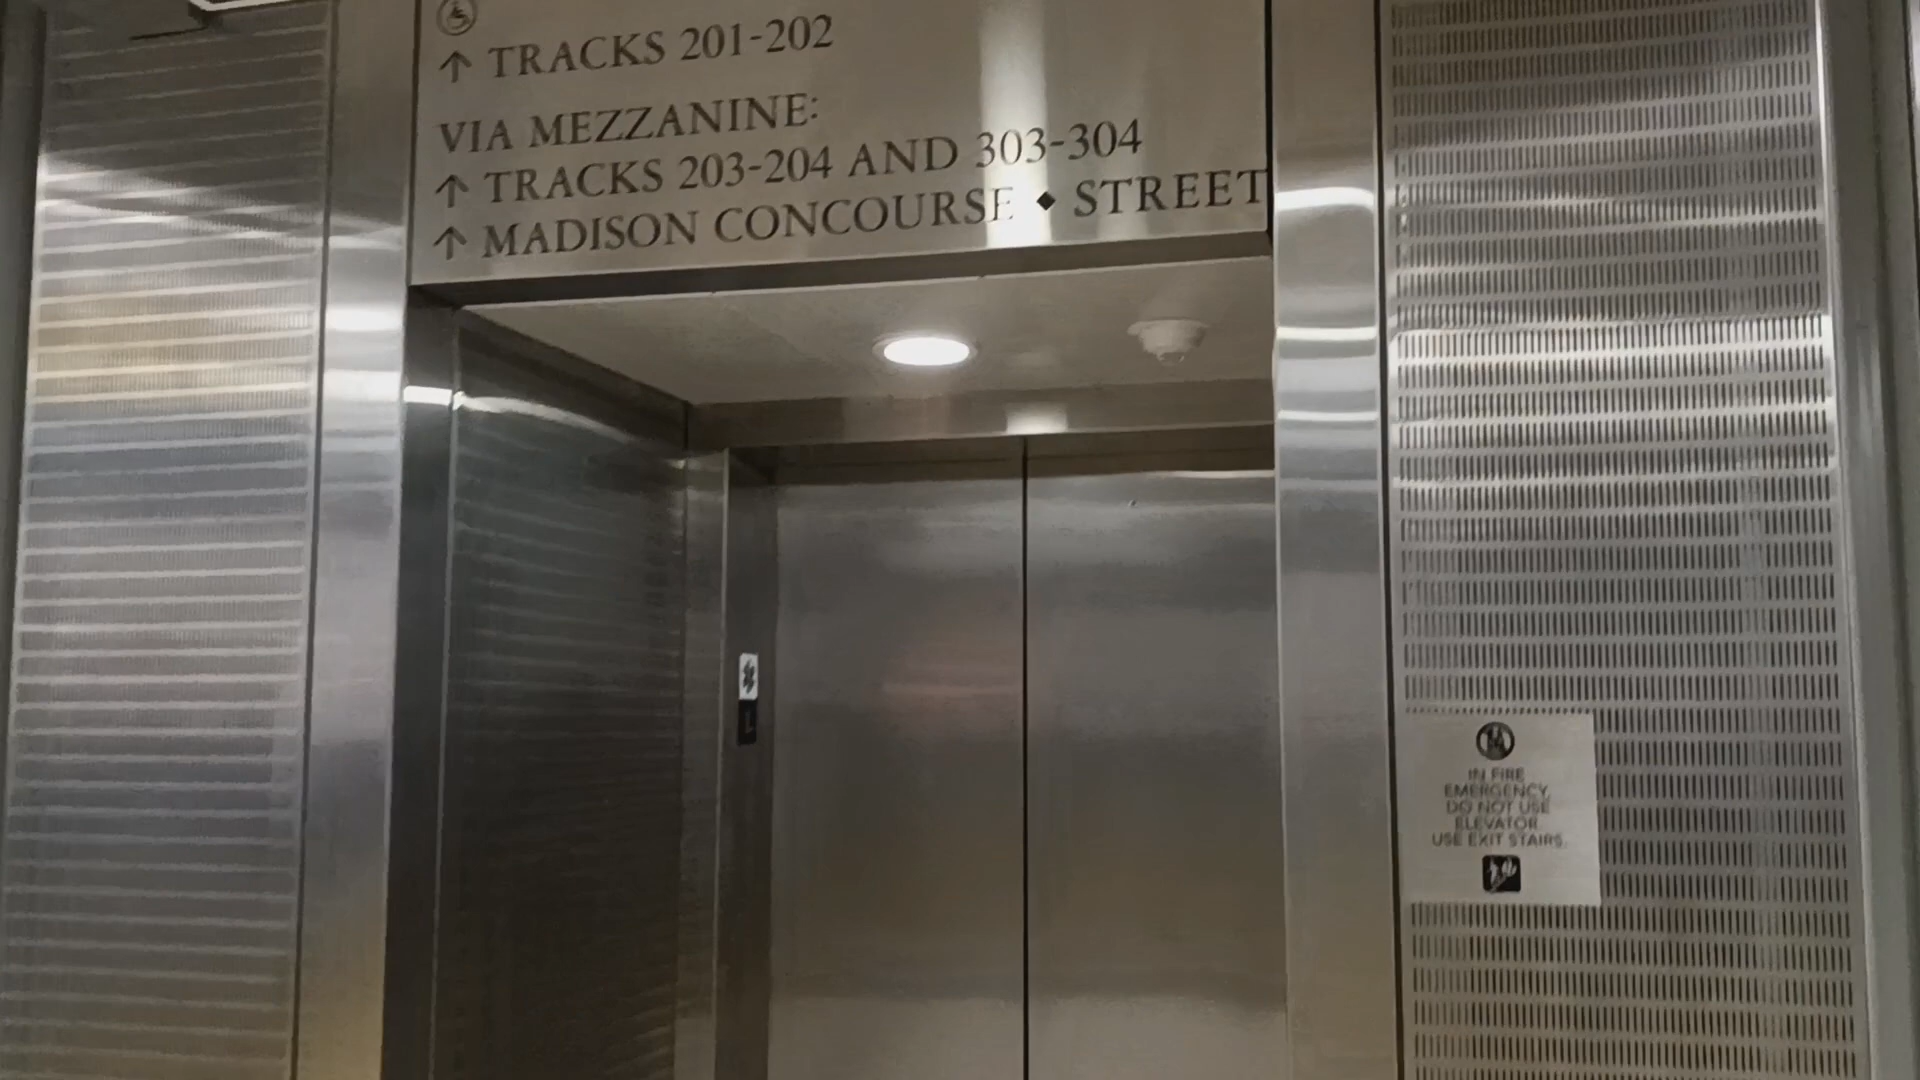 ↑ TRACKS 201-202
VIA MEZZANINE:
↑ TRACKS 203-204 AND 303-304
↑ MADISON CONCOURSE ◆ STREET
IN FIRE
EMERGENCY,
DO NOT USE
ELEVATOR.
USE EXIT STAIRS.